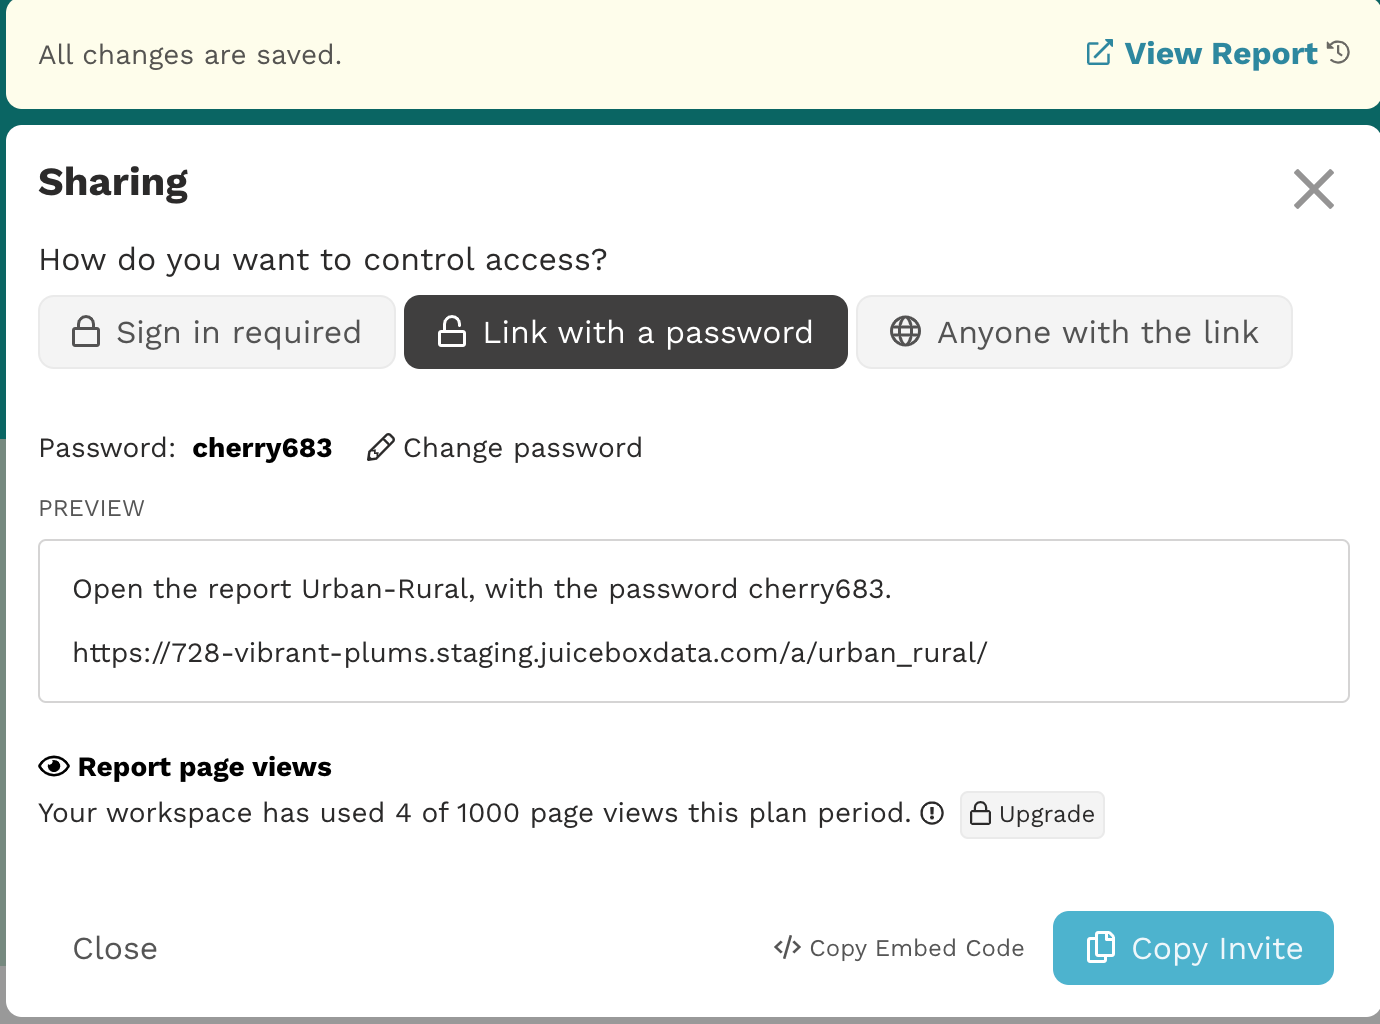 All changes are saved.
View Report
Sharing
How do you want to control access?
Sign in required
Link with a password
Anyone with the link
Password: cherry683
Change password
PREVIEW
Open the report Urban-Rural, with the password cherry683.
https://728-vibrant-plums.staging.juiceboxdata.com/a/urban_rural/
Report page views
Your workspace has used 4 of 1000 page views this plan period.
Upgrade
Close
Copy Embed Code
Copy Invite